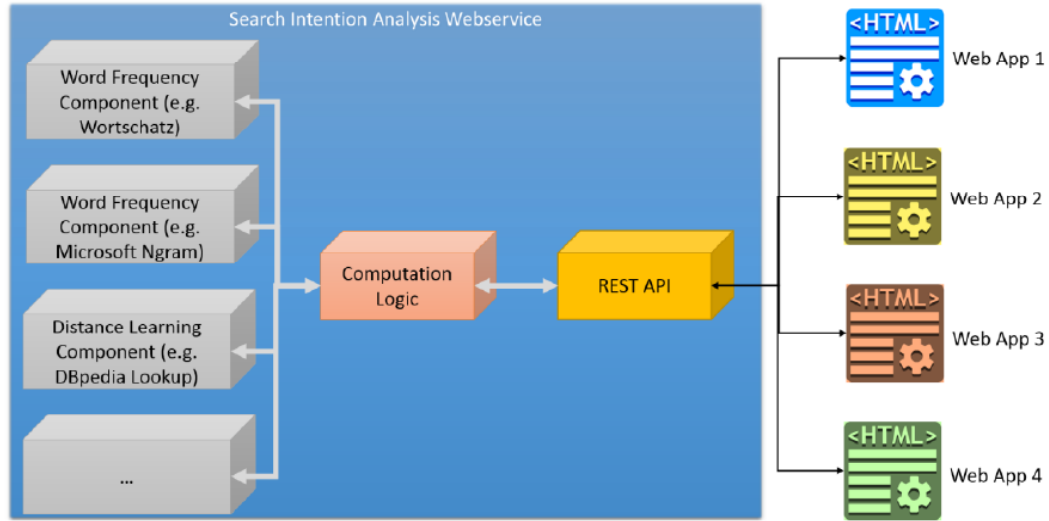 Search Intention Analysis Webservice
Word Frequency
Component (e.g.
Wortschatz)
Word Frequency
Component (e.g.
Microsoft Ngram)
Distance Learning
Component (e.g.
DBpedia Lookup)
...
Computation
Logic
REST API
<HTML>
Web App 1
<HTML>
Web App 2
<HTML>
Web App 3
<HTML>
Web App 4